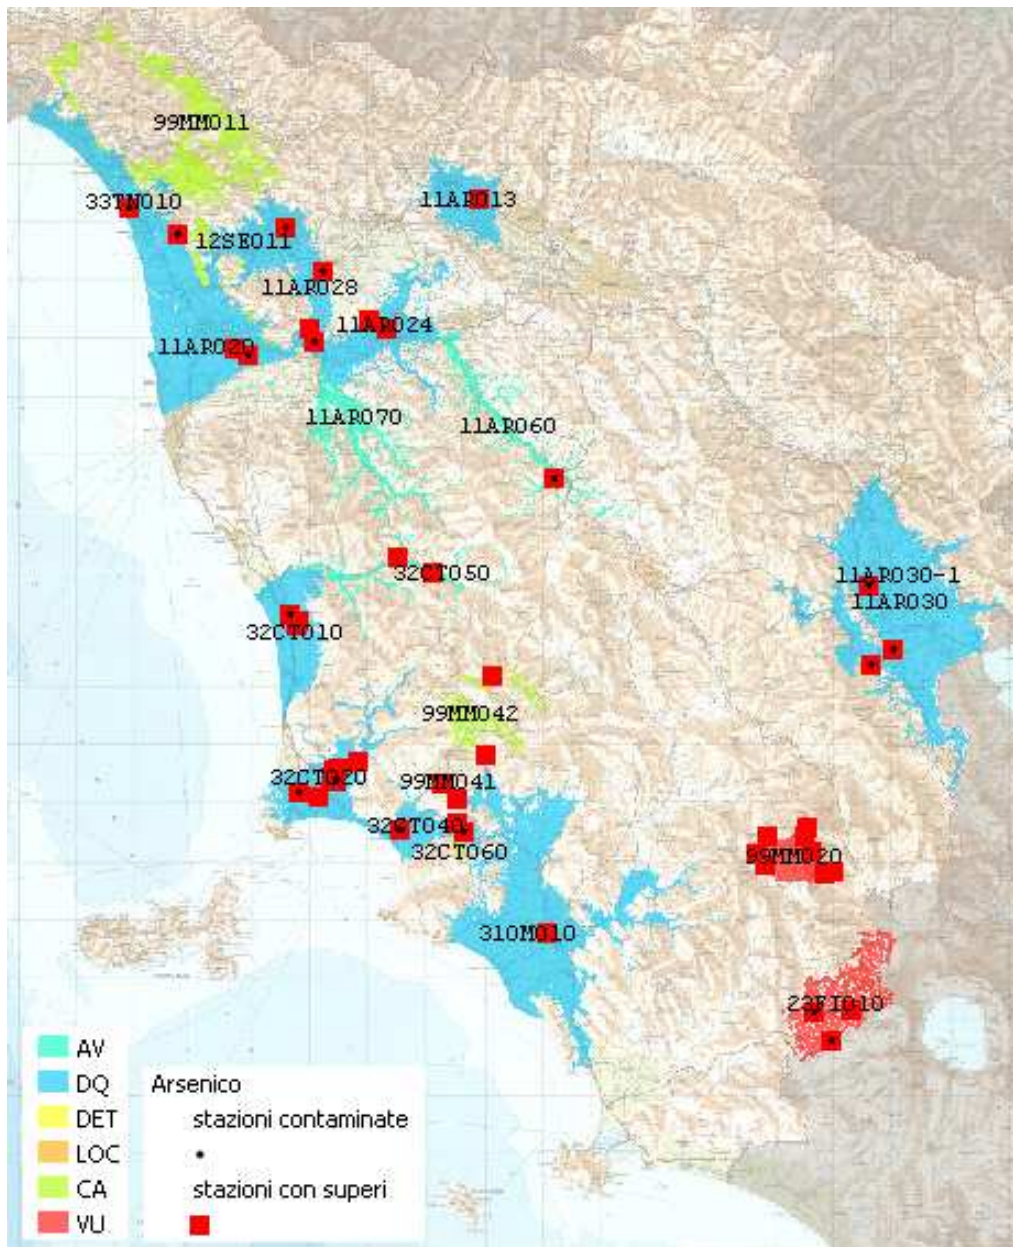 99MM011
33TN010
11AR013
12SE011
11AR028
11AR024
11AR020
11AR070
11AR060
32CT050
11AR030-1
11AR030
32CT010
99MM042
32CT020
99MM041
32CT040
32CT060
99MM020
31OM010
23FI010
AV
DQ
DET
LOC
CA
VU
Arsenico
stazioni contaminate
stazioni con superi